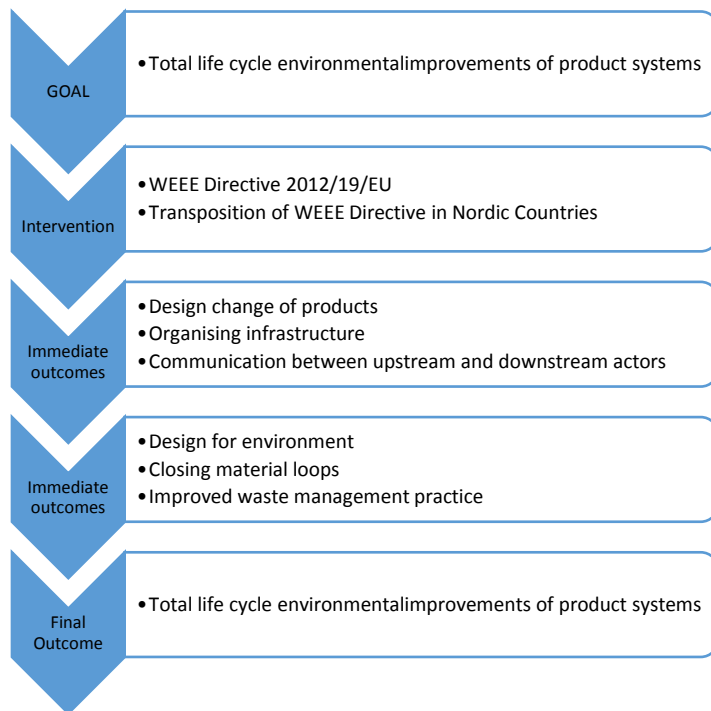 GOAL
•Total life cycle environmentalimprovements of product systems
Intervention
•WEEE Directive 2012/19/EU
•Transposition of WEEE Directive in Nordic Countries
Immediate
outcomes
•Design change of products
•Organising infrastructure
•Communication between upstream and downstream actors
Immediate
outcomes
•Design for environment
•Closing material loops
•Improved waste management practice
Final
Outcome
•Total life cycle environmentalimprovements of product systems